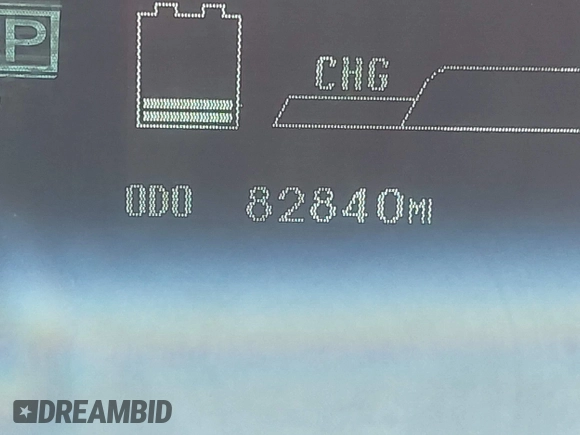 P
CHG
ODO 82840MI
DREAMBID